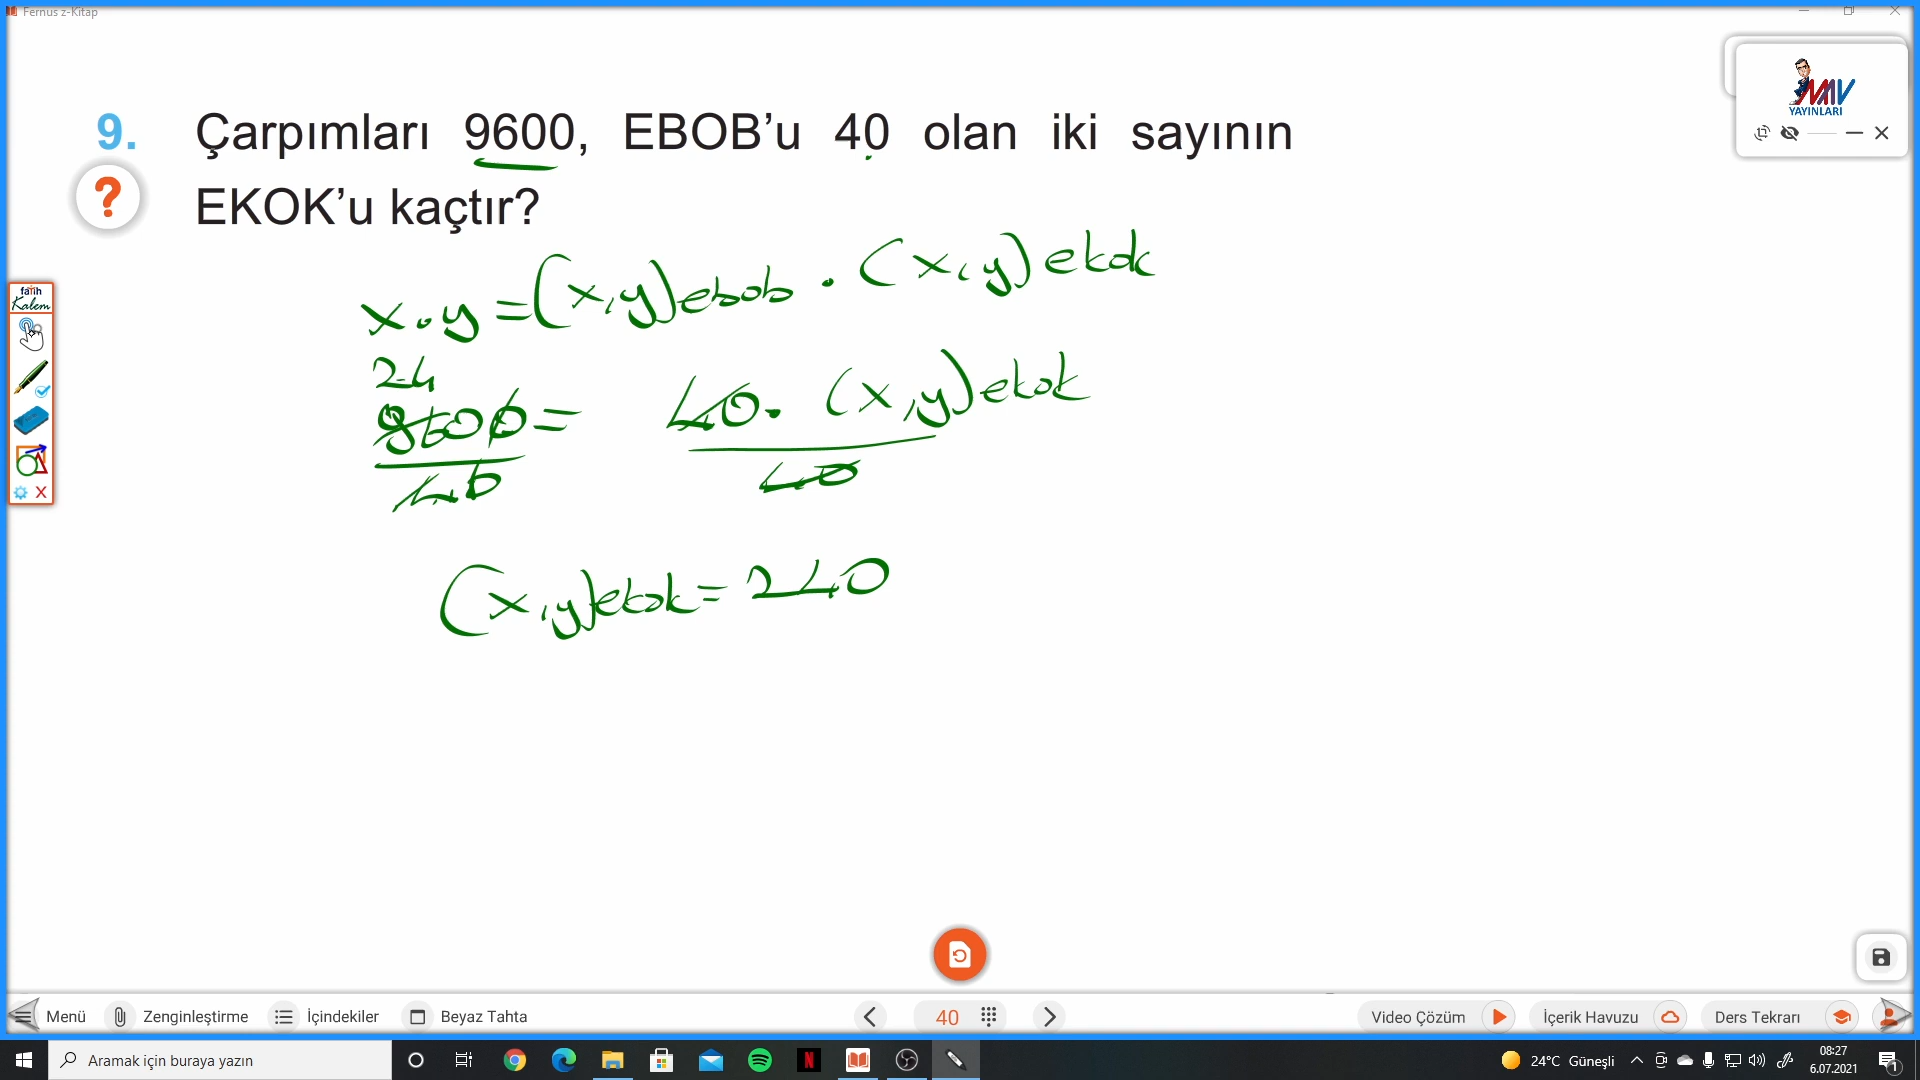 Fernus z-Kitap
MAV
YAYINLARI
9. Çarpımları 9600, EBOB’u 40 olan iki sayının
? EKOK’u kaçtır?
x.y = (x,y)ebob . (x,y)ekok
24
9600 = 40. (x,y)ekok
40 40
(x,y)ekok = 240
fatih
Kalem
X
Menü Zenginleştirme İçindekiler Beyaz Tahta 40 Video Çözüm İçerik Havuzu Ders Tekrarı
Aramak için buraya yazın N 24°C Güneşli 08:27
6.07.2021
1